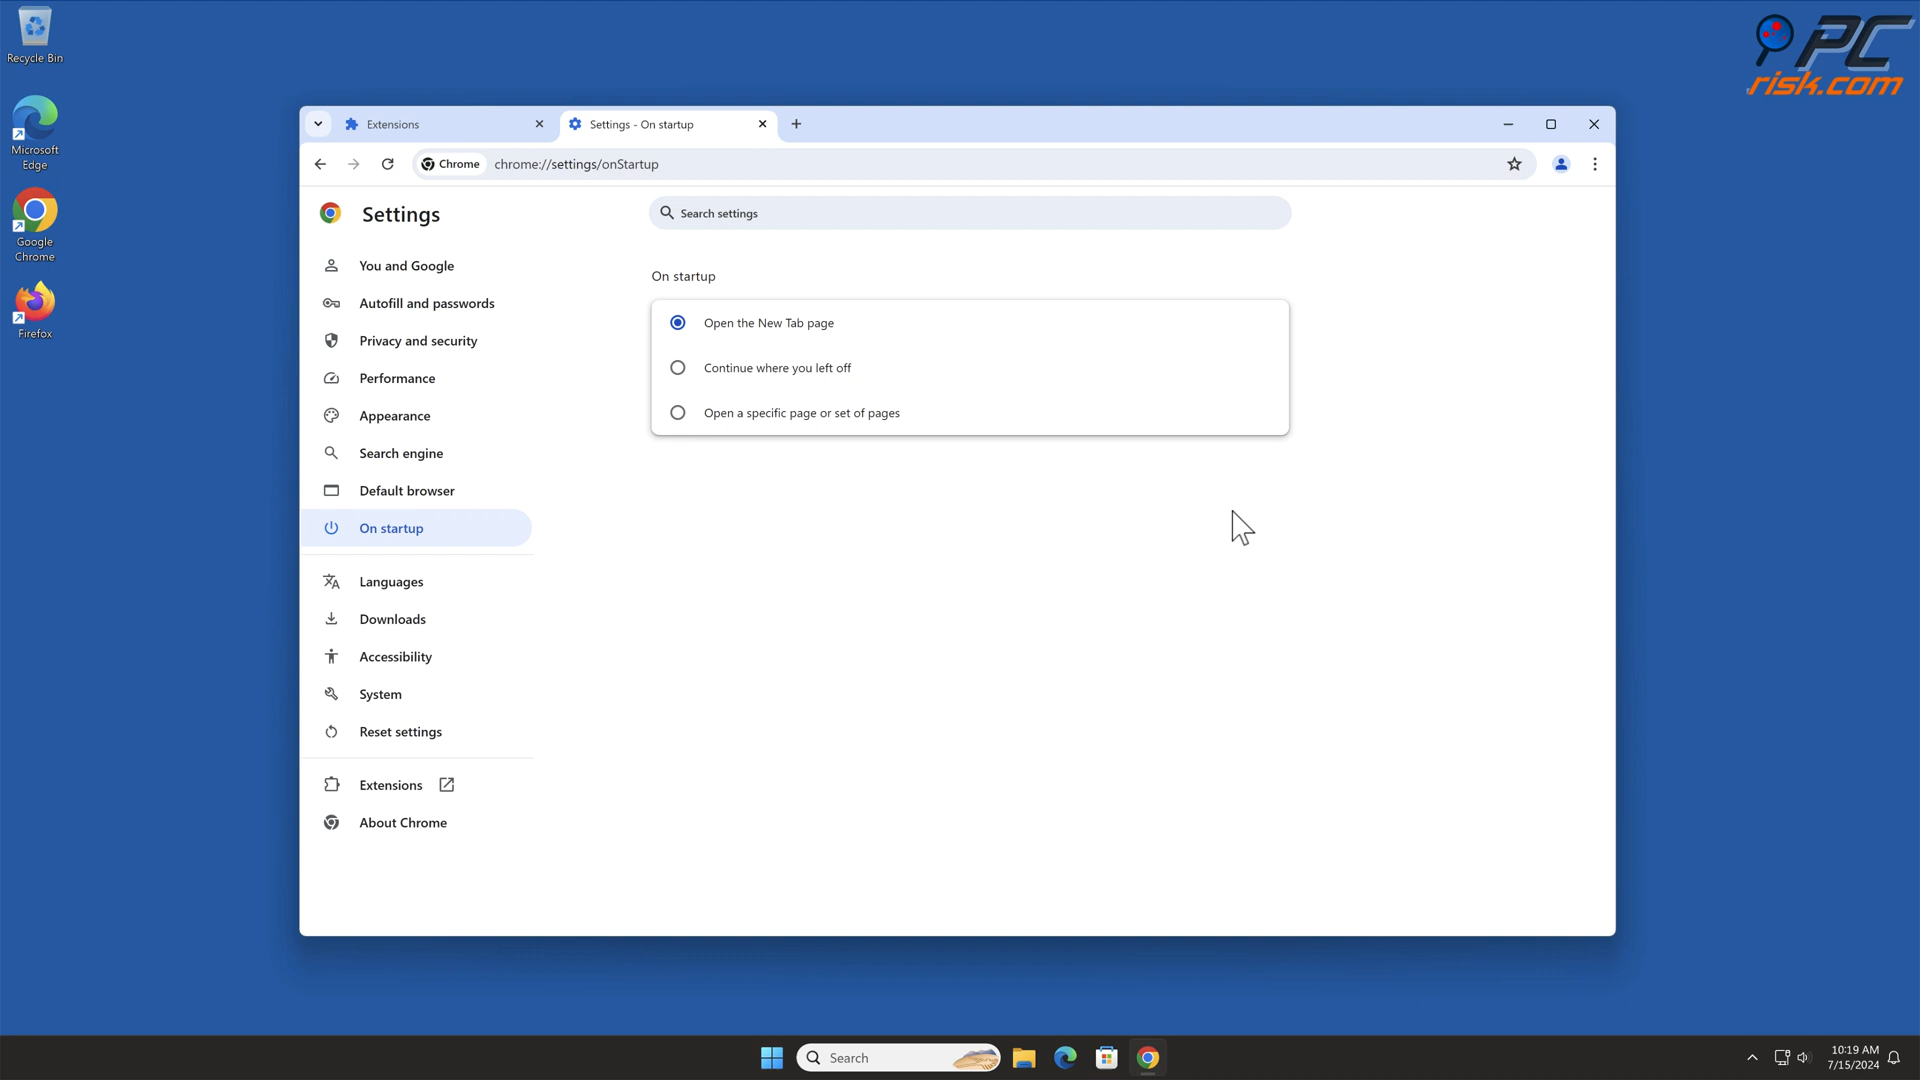 Recycle Bin
Microsoft
Edge
Google
Chrome
Firefox
PC
risk.com
Extensions
Settings - On startup
Chrome
chrome://settings/onStartup
Settings
Search settings
You and Google
Autofill and passwords
Privacy and security
Performance
Appearance
Search engine
Default browser
On startup
Languages
Downloads
Accessibility
System
Reset settings
Extensions
About Chrome
On startup
Open the New Tab page
Continue where you left off
Open a specific page or set of pages
Search
10:19 AM
7/15/2024